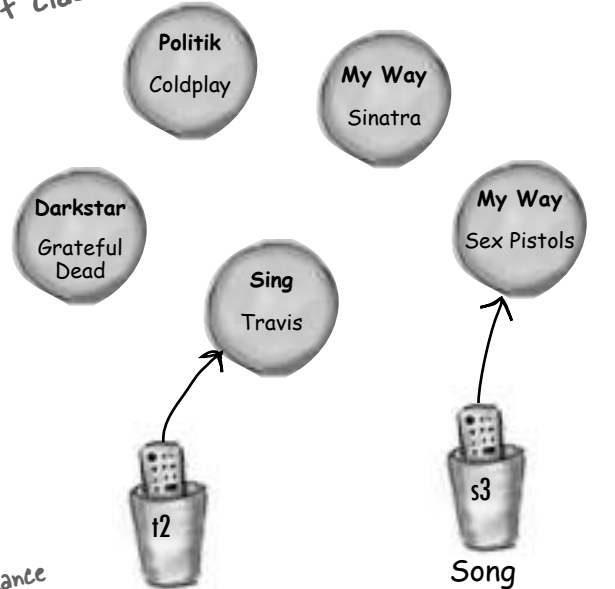 Politik
Coldplay
My Way
Sinatra
Darkstar
Grateful
Dead
My Way
Sex Pistols
Sing
Travis
t2
s3
Song